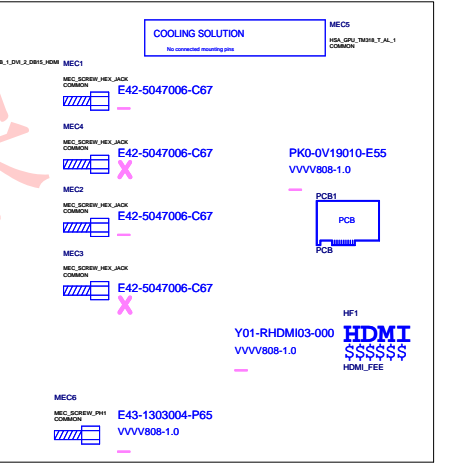 COOLING SOLUTION
No connected mounting pins
MEC5
HSA_GPU_TM318_T_AL_1
COMMON
B_1_DVI_2_DB15_HDMI
MEC1
MEC_SCREW_HEX_JACK
COMMON
E42-5047006-C67
MEC4
MEC_SCREW_HEX_JACK
COMMON
E42-5047006-C67
X
MEC2
MEC_SCREW_HEX_JACK
COMMON
E42-5047006-C67
MEC3
MEC_SCREW_HEX_JACK
COMMON
E42-5047006-C67
X
PK0-0V19010-E55
VVVV808-1.0
PCB1
PCB
PCB
HF1
Y01-RHDMI03-000
VVVV808-1.0
HDMI
$$$$$$
HDMI_FEE
MEC6
MEC_SCREW_PH1
COMMON
E43-1303004-P65
VVVV808-1.0